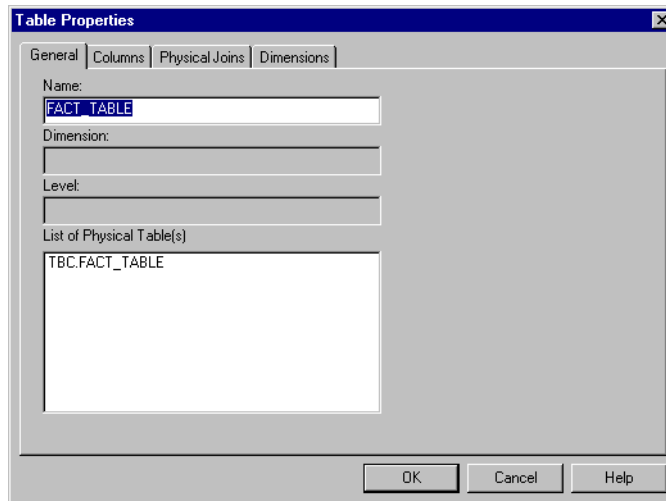 Table Properties
General Columns Physical Joins Dimensions
Name:
FACT_TABLE
Dimension:
Level:
List of Physical Table(s)
TBC.FACT_TABLE
OK Cancel Help